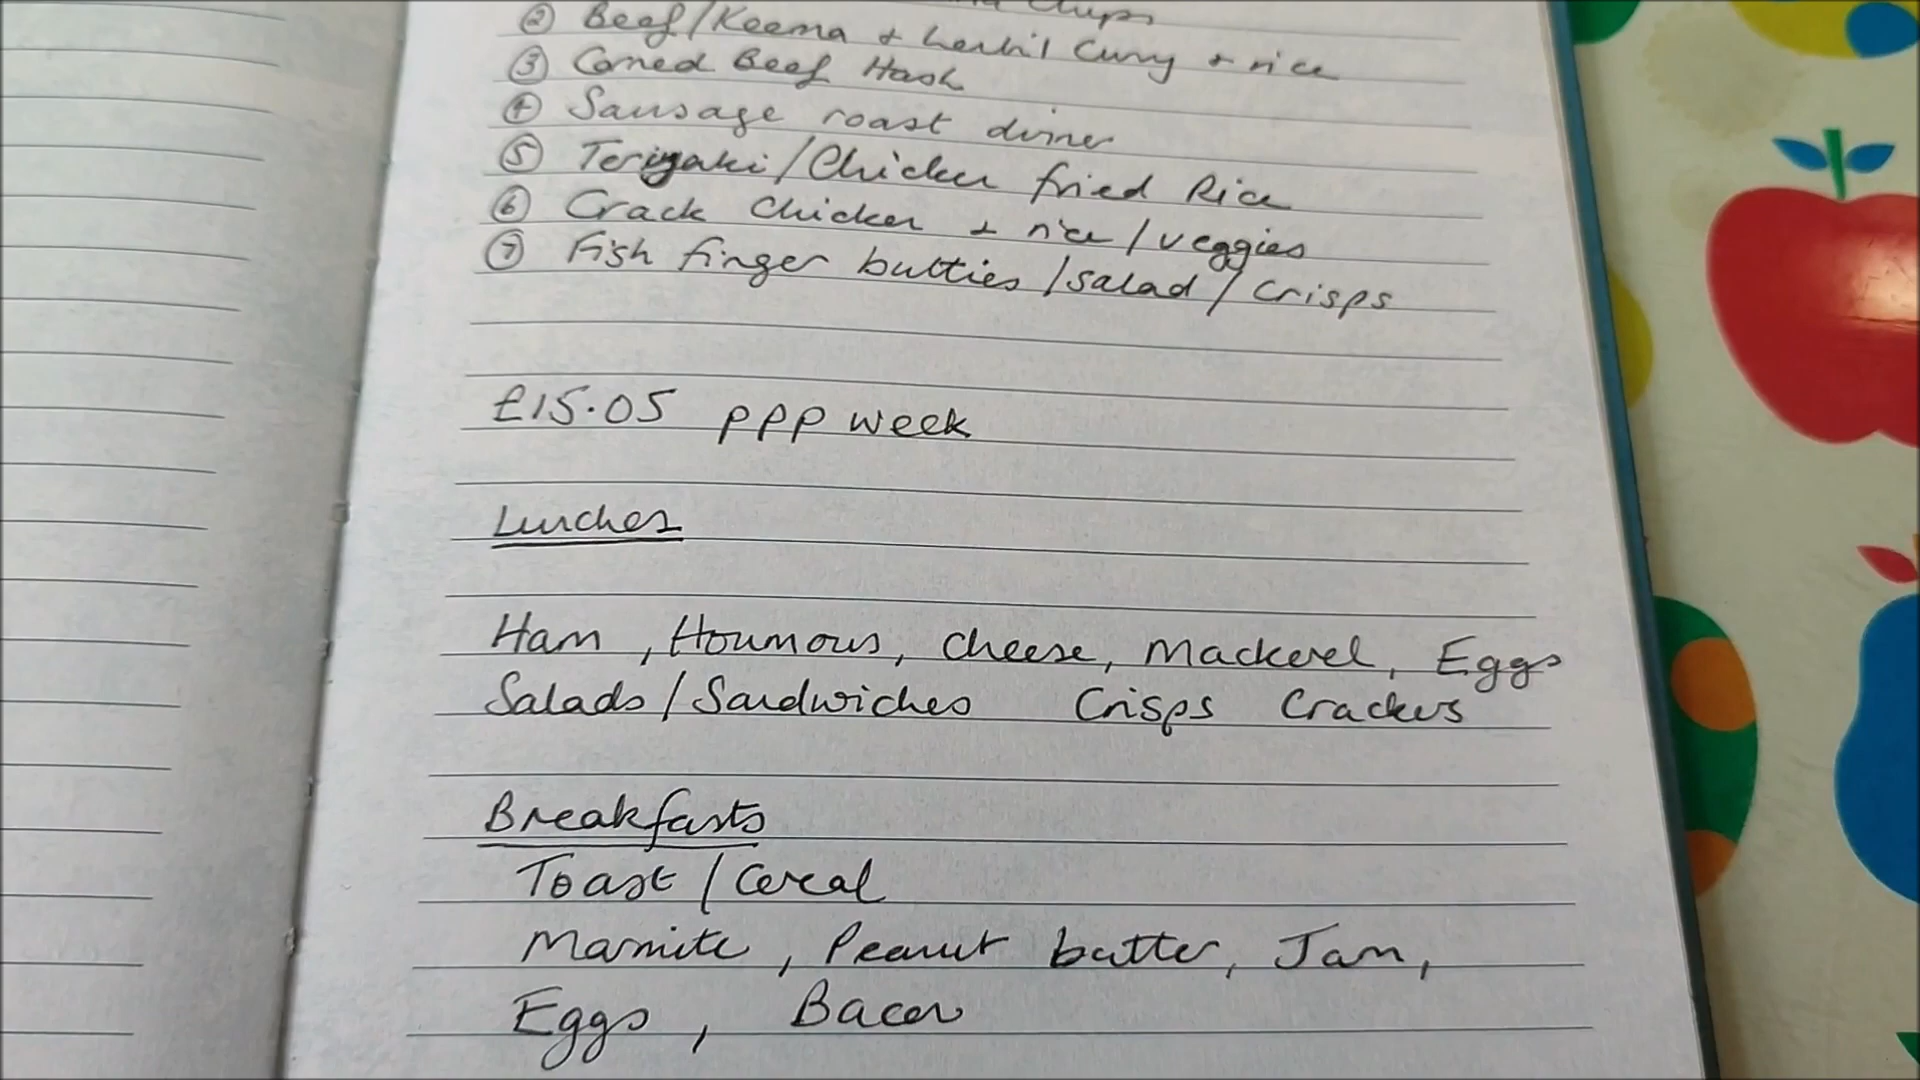 Chips
② Beef/Keema + Lentil Curry + rice
③ Corned Beef Hash
④ Sausage roast dinner
⑤ Teriyaki/Chicken fried Rice
⑥ Crack Chicken + rice/veggies
⑦ Fish finger butties/salad/crisps
£15.05 ppp week
Lunches
Ham, Houmous, Cheese, Mackerel, Eggs
Salads/Sandwiches Crisps Crackers
Breakfasts
Toast/Cereal
Marmite, Peanut butter, Jam,
Eggs, Bacon